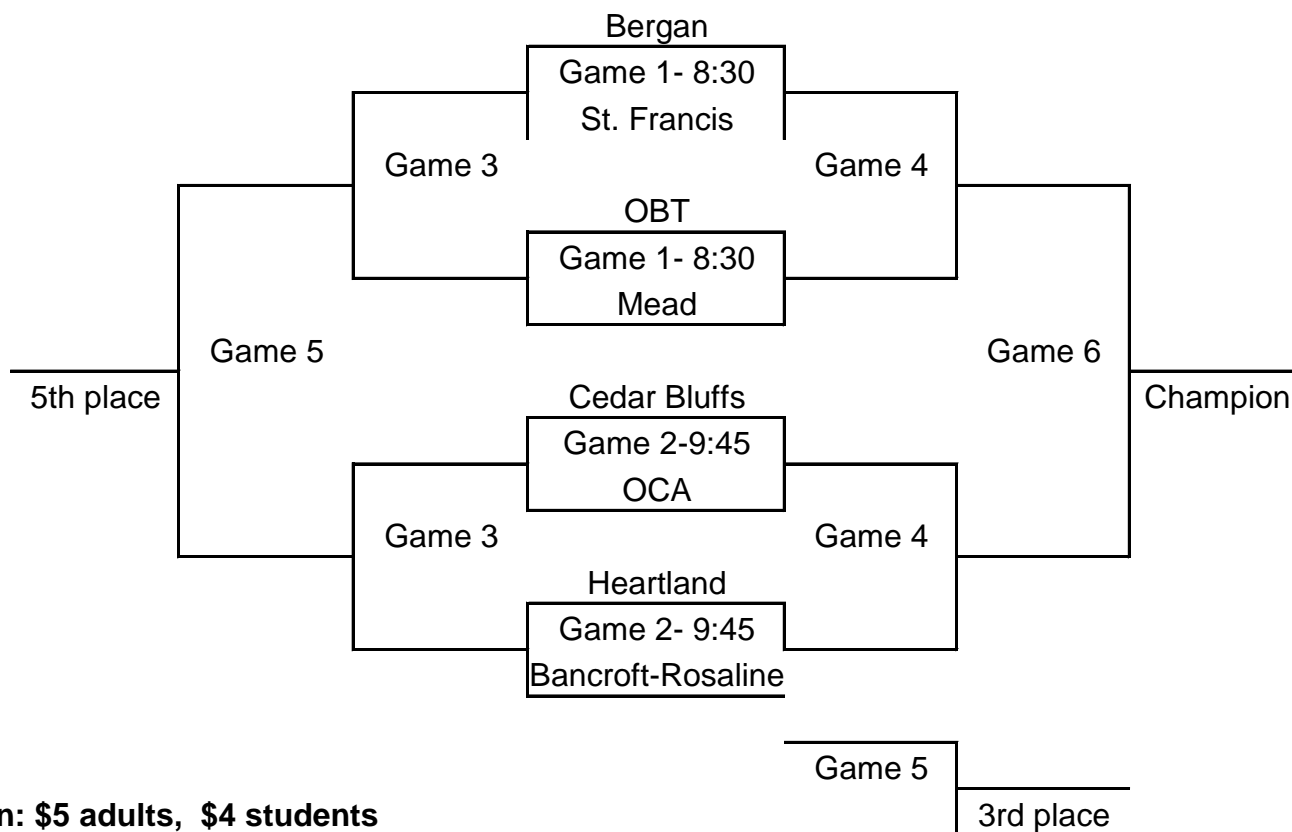 Bergan
Game 1- 8:30
St. Francis
Game 3
Game 4
OBT
Game 1- 8:30
Mead
Game 5
Game 6
5th place
Cedar Bluffs
Champion
Game 2-9:45
OCA
Game 3
Game 4
Heartland
Game 2- 9:45
Bancroft-Rosaline
Game 5
n: $5 adults, $4 students
3rd place